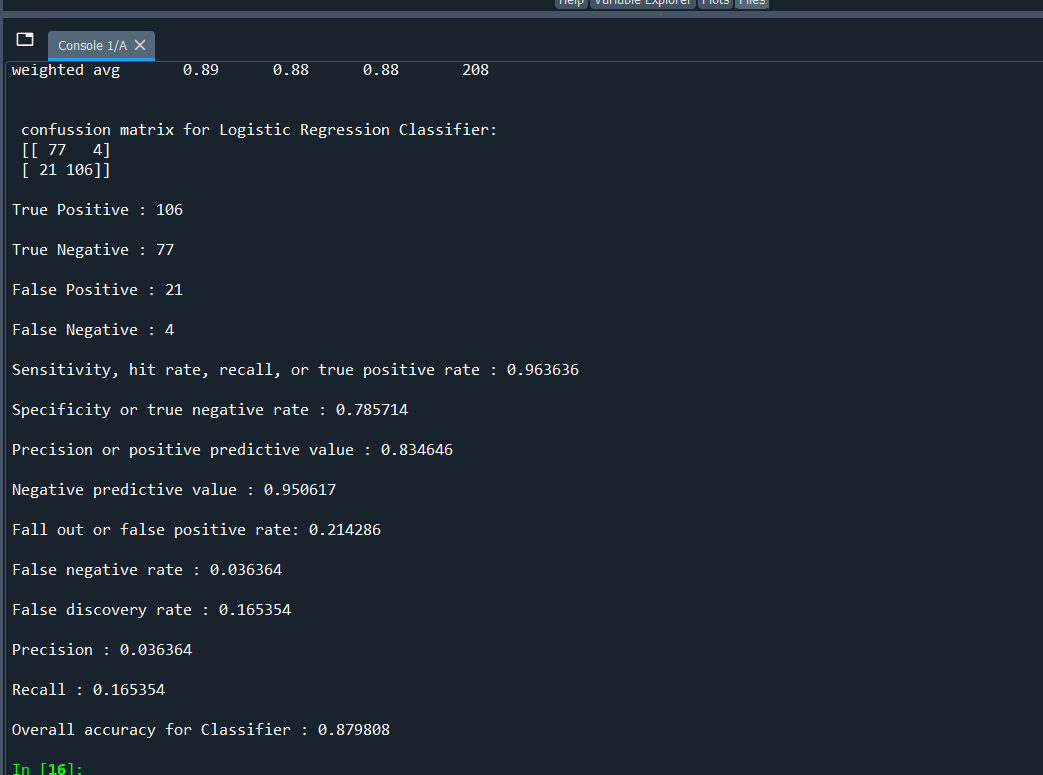 Help Variable Explorer Plots Files
Console 1/A
weighted avg 0.89 0.88 0.88 208
confussion matrix for Logistic Regression Classifier:
[[ 77 4]
[ 21 106]]
True Positive : 106
True Negative : 77
False Positive : 21
False Negative : 4
Sensitivity, hit rate, recall, or true positive rate : 0.963636
Specificity or true negative rate : 0.785714
Precision or positive predictive value : 0.834646
Negative predictive value : 0.950617
Fall out or false positive rate: 0.214286
False negative rate : 0.036364
False discovery rate : 0.165354
Precision : 0.036364
Recall : 0.165354
Overall accuracy for Classifier : 0.879808
In [16]: